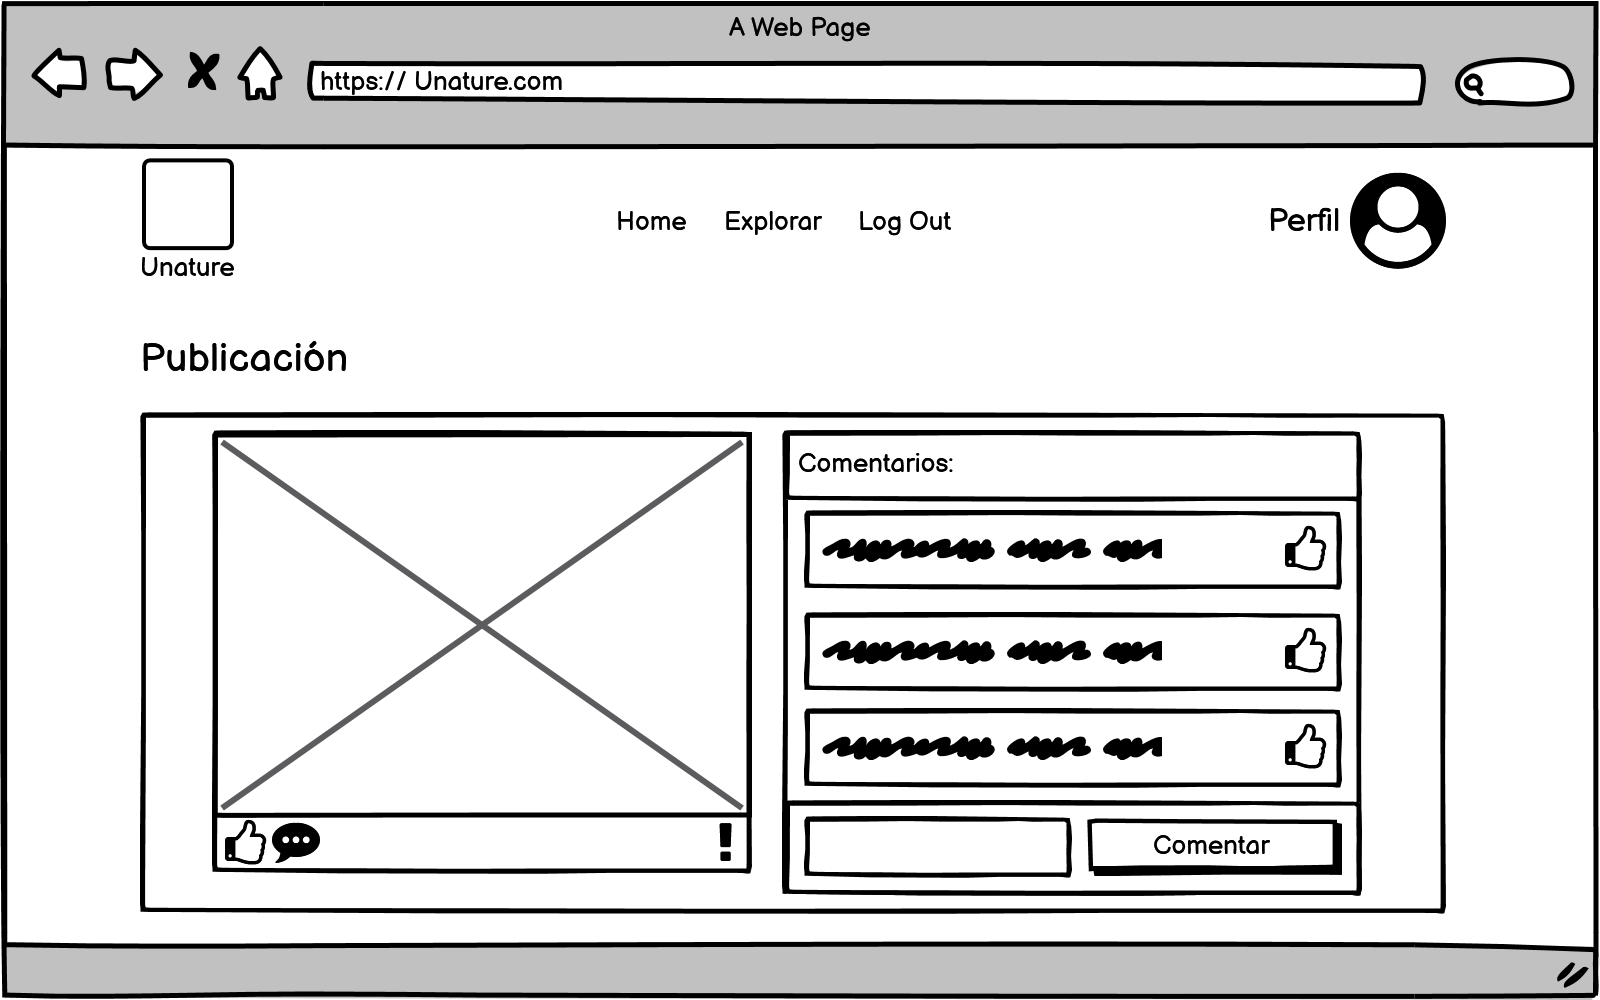 A Web Page
https:// Unature.com
Unature
Home Explorar Log Out
Perfil
Publicación
Comentarios:
Comentar